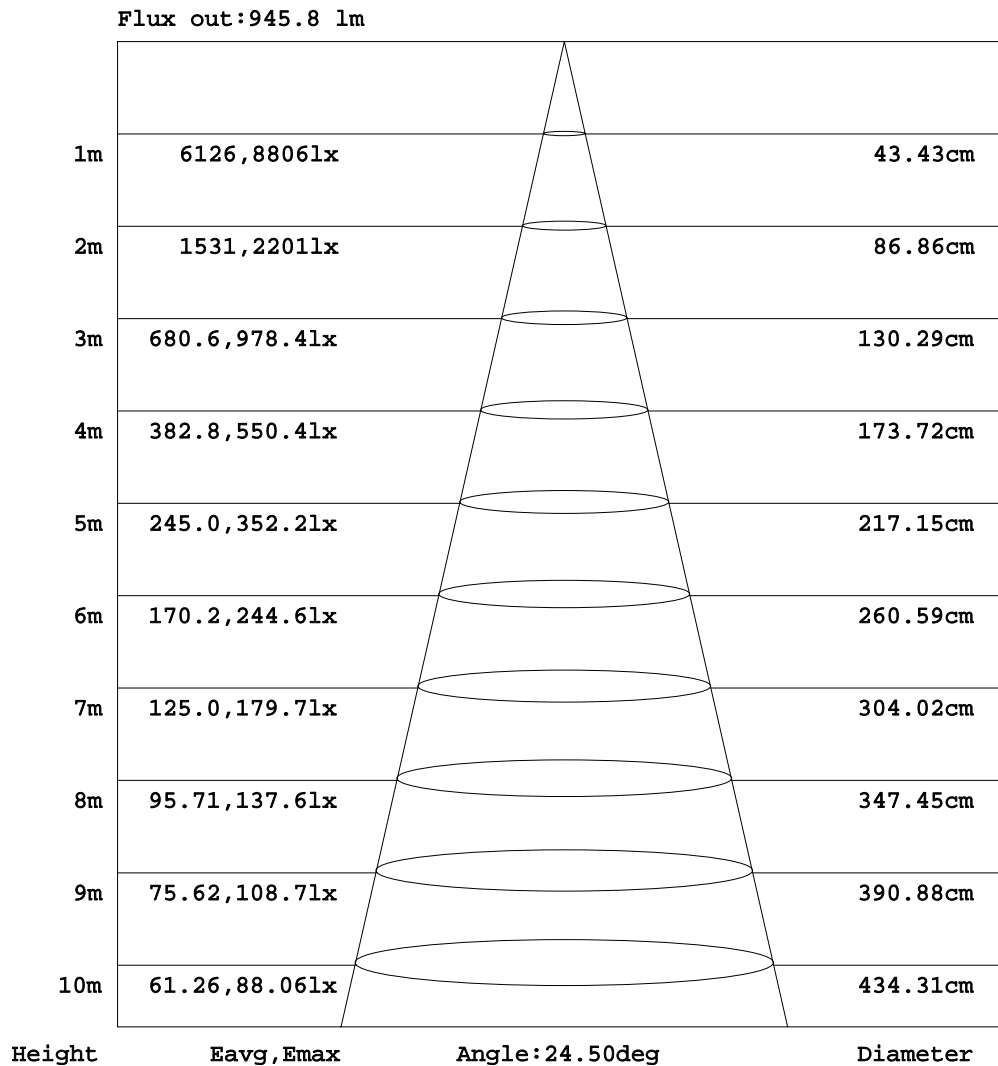 Flux out:945.8 lm
1m 6126,8806lx 43.43cm
2m 1531,2201lx 86.86cm
3m 680.6,978.4lx 130.29cm
4m 382.8,550.4lx 173.72cm
5m 245.0,352.2lx 217.15cm
6m 170.2,244.6lx 260.59cm
7m 125.0,179.7lx 304.02cm
8m 95.71,137.6lx 347.45cm
9m 75.62,108.7lx 390.88cm
10m 61.26,88.06lx 434.31cm
Height Eavg,Emax Angle:24.50deg Diameter